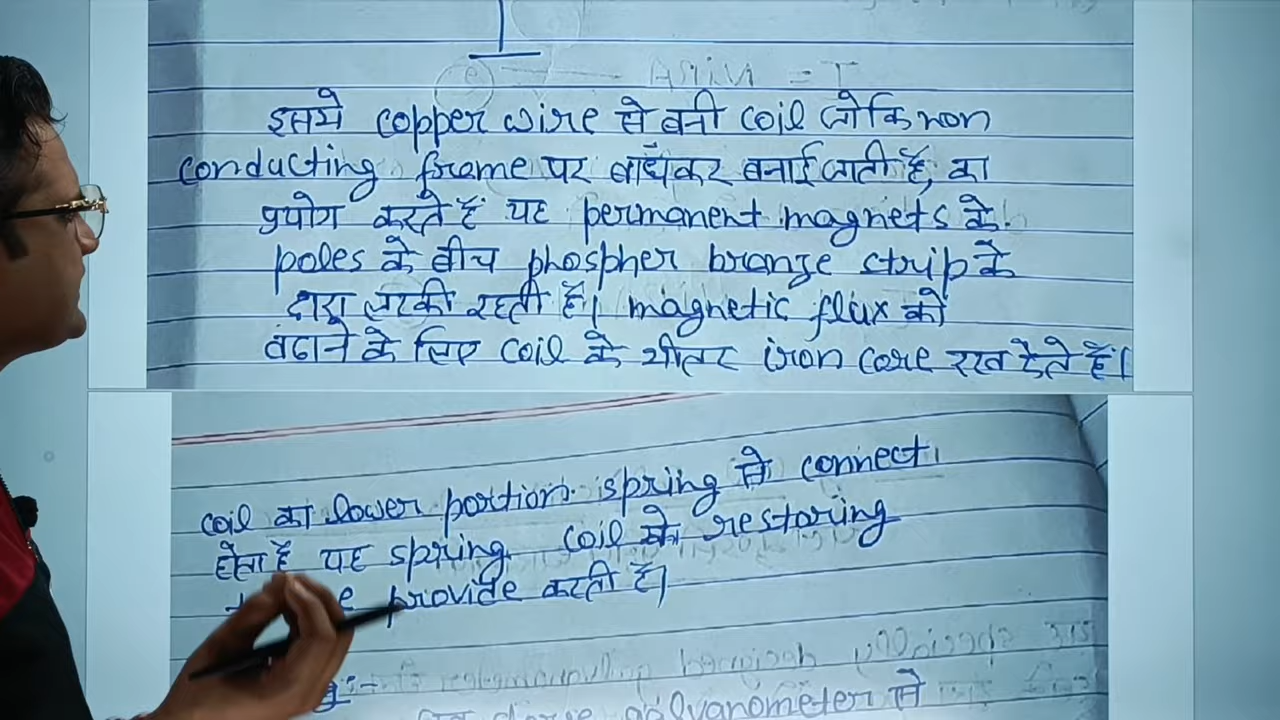 इसमे copper wire से बनी coil जोकि non
conducting frame पर बाँधकर बनाई जाती है, का
प्रयोग करते हैं यह permanent magnets के
poles के बीच phospher bronze strip के
द्वारा लटकी रहती है। magnetic flux को
बढाने के लिए coil के भीतर iron core रख देते हैं।
coil का lower portion spring से connect
होता है यह spring coil को restoring
provide करती है।
galvanometer से